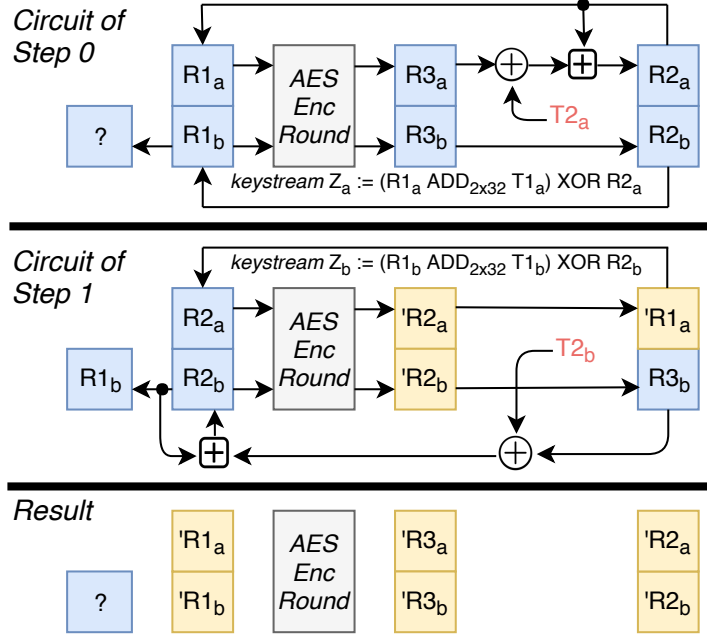 Circuit of
Step 0
R1a
R1b
?
AES
Enc
Round
R3a
R3b
T2a
R2a
R2b
keystream Za := (R1a ADD2x32 T1a) XOR R2a
Circuit of
Step 1
keystream Zb := (R1b ADD2x32 T1b) XOR R2b
R1b
R2a
R2b
AES
Enc
Round
'R2a
'R2b
T2b
'R1a
R3b
Result
?
'R1a
'R1b
AES
Enc
Round
'R3a
'R3b
'R2a
'R2b